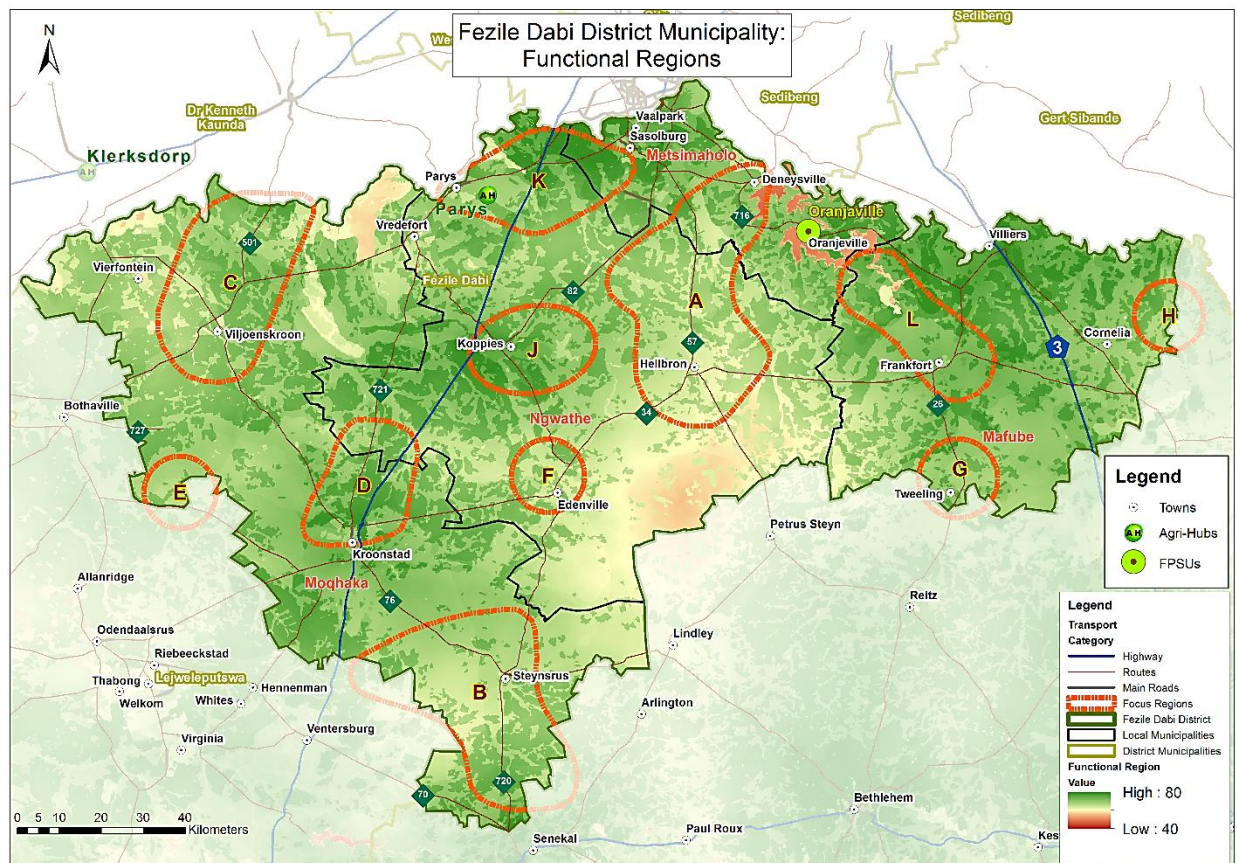 Fezile Dabi District Municipality:
Functional Regions
N
Sedibeng
Dr Kenneth
Kaunda
Sedibeng
Gert Sibande
Vaalpark
Sasolburg
Metsimaholo
Klerksdorp
AH
Parys
AH
Parys
K
Deneysville
716
Oranjaville
Oranjeville
Villiers
Vredefort
501
Vierfontein
C
Fezile Dabi
82
A
L
H
Viljoenskroon
Koppies
J
57
Heilbron
3
Cornelia
Frankfort
721
Bothaville
727
34
26
Ngwathe
Mafube
E
D
F
Edenville
G
Tweeling
Kroonstad
Petrus Steyn
Moqhaka
Allanridge
76
Reitz
Odendaalsrus
Riebeeckstad
Thabong
Lejweleputswa
Welkom
Whites
Hennenman
Lindley
Steynsrus
B
Arlington
Virginia
Ventersburg
720
70
Bethlehem
Senekal
Paul Roux
Kes
0 5 10 20 30 40
Kilometers
Legend
Towns
AH
Agri-Hubs
FPSUs
Legend
Transport
Category
Highway
Routes
Main Roads
Focus Regions
Fezile Dabi District
Local Municipalities
District Municipalities
Functional Region
Value
High : 80
Low : 40